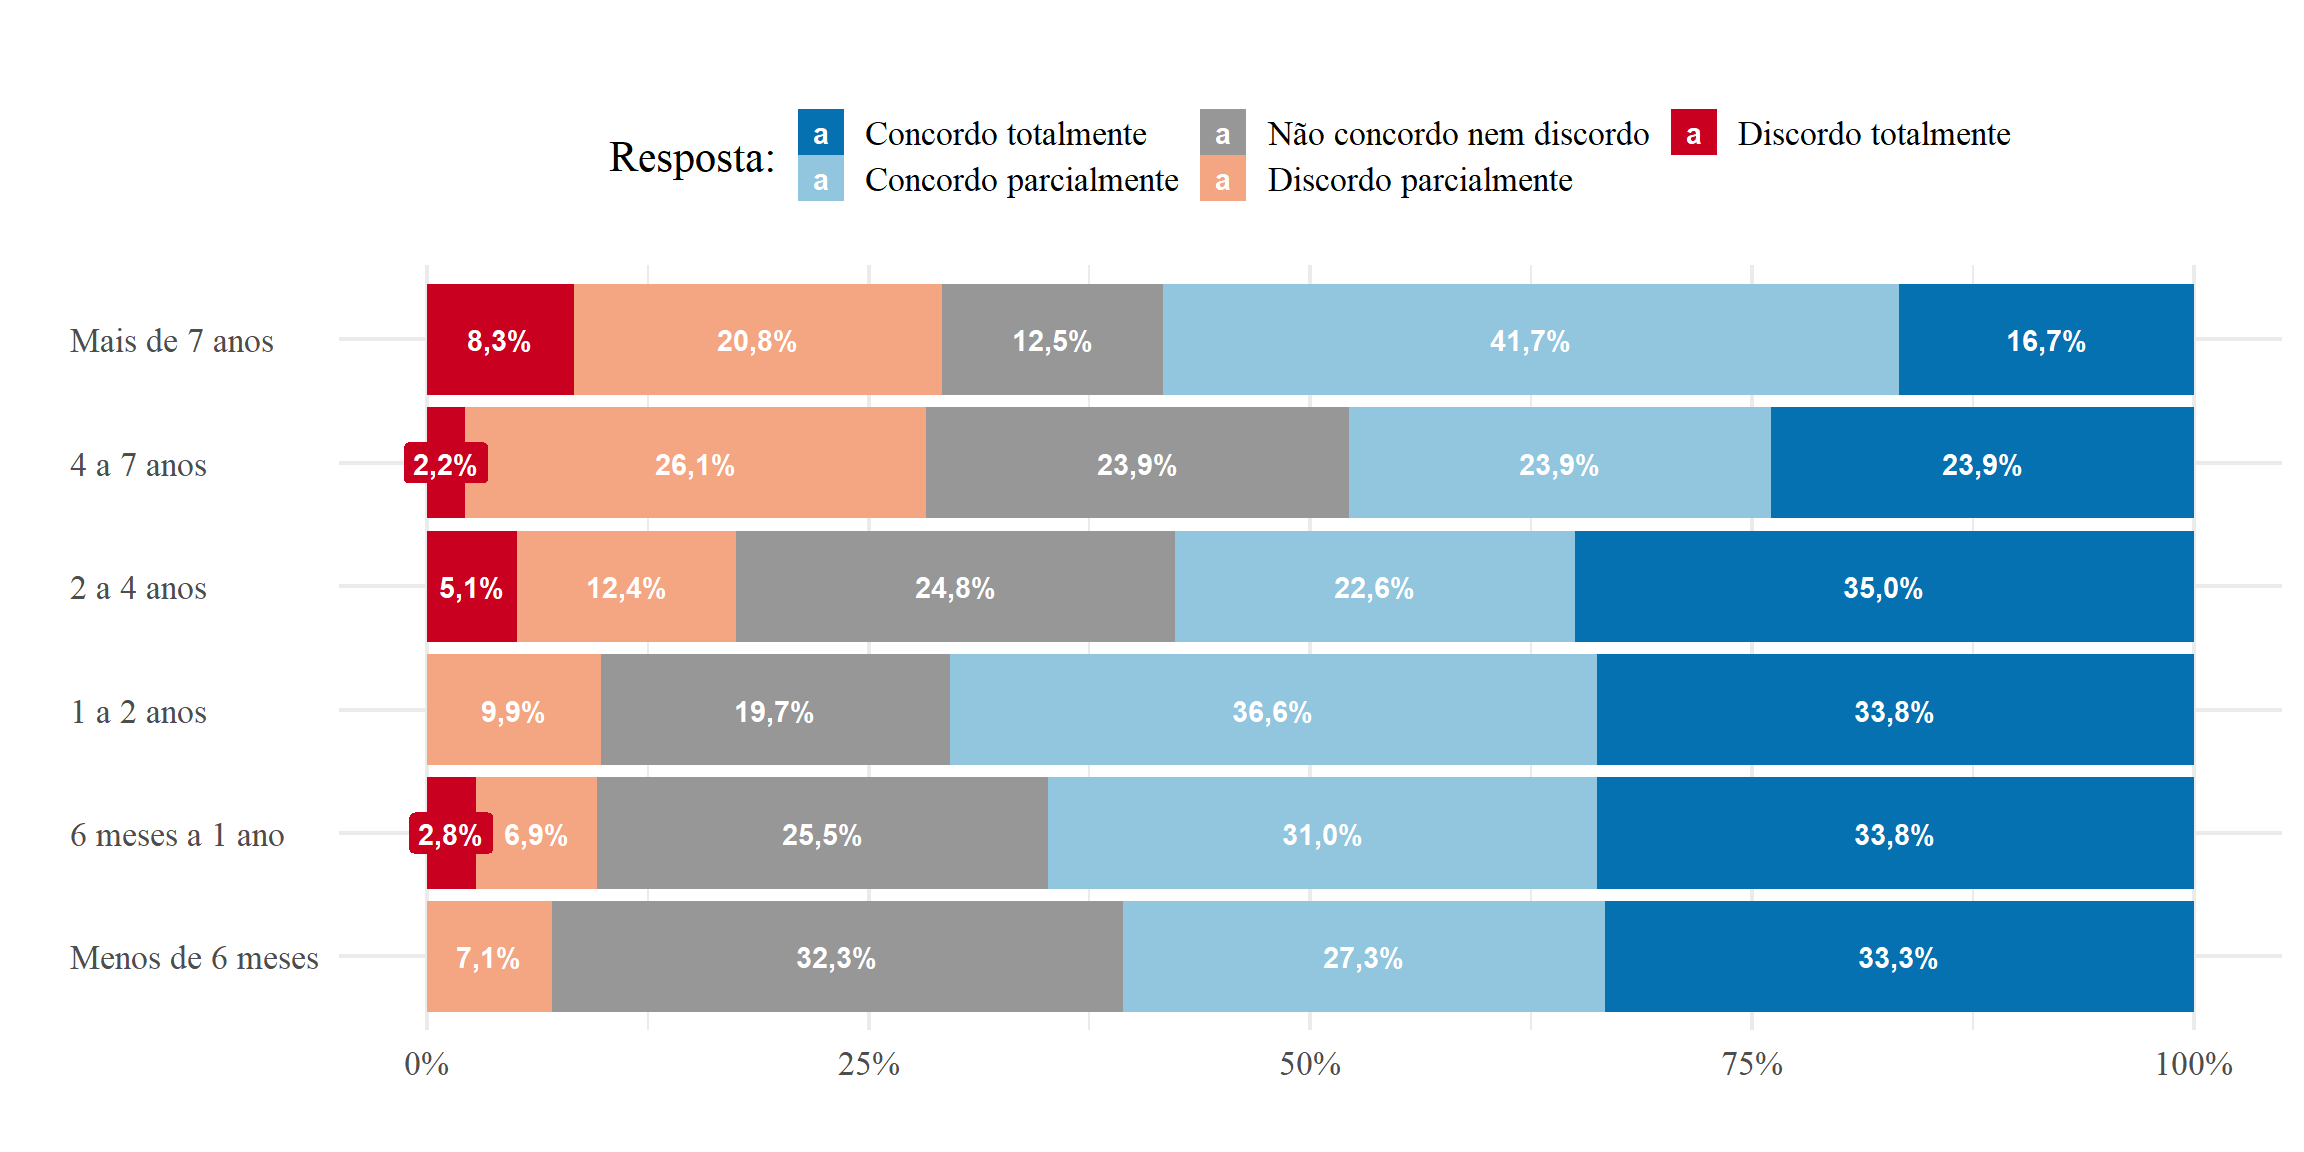 Resposta:
a Concordo totalmente a Não concordo nem discordo a Discordo totalmente
a Concordo parcialmente a Discordo parcialmente
Mais de 7 anos 8,3% 20,8% 12,5% 41,7% 16,7%
4 a 7 anos 2,2% 26,1% 23,9% 23,9% 23,9%
2 a 4 anos 5,1% 12,4% 24,8% 22,6% 35,0%
1 a 2 anos 9,9% 19,7% 36,6% 33,8%
6 meses a 1 ano 2,8% 6,9% 25,5% 31,0% 33,8%
Menos de 6 meses 7,1% 32,3% 27,3% 33,3%
0% 25% 50% 75% 100%